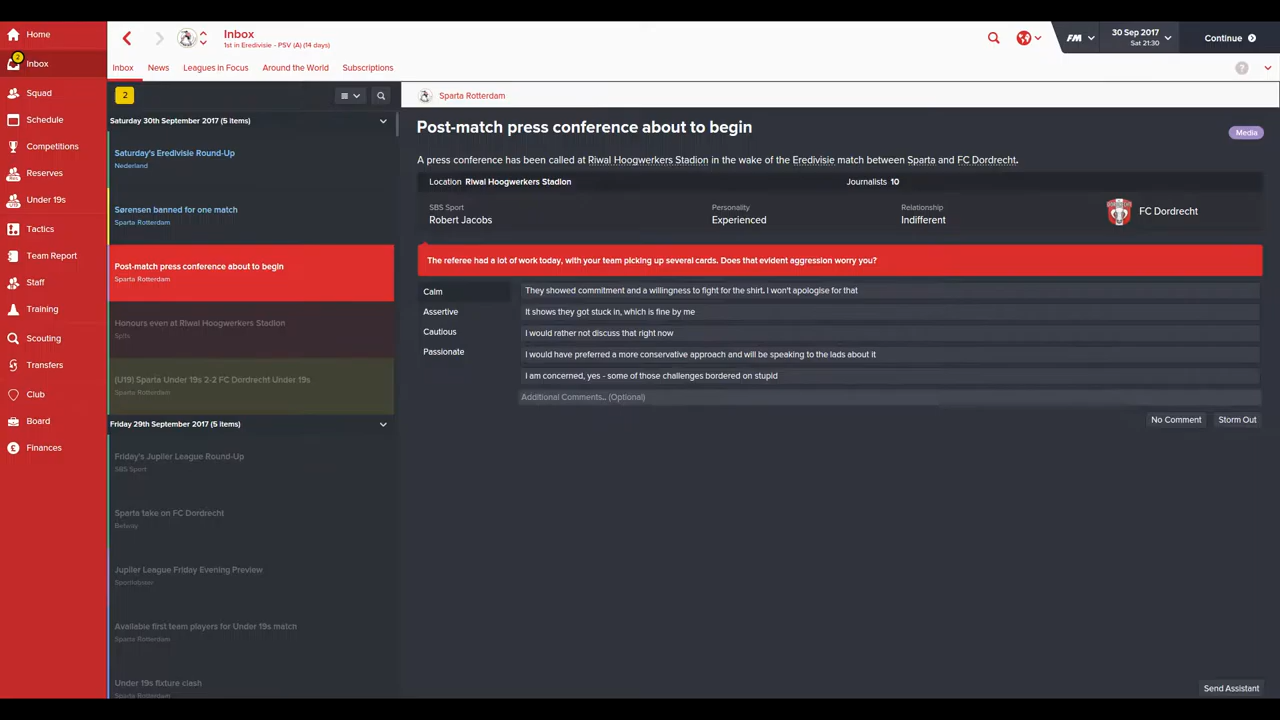 Home
Inbox
2
Squad
Schedule
Competitions
Reserves
Under 19s
Tactics
Team Report
Staff
Training
Scouting
Transfers
Club
Board
Finances
Inbox
1st in Eredivisie - PSV (A) (14 days)
FM
30 Sep 2017
Sat 21:30
Continue
Inbox News Leagues in Focus Around the World Subscriptions
?
2
Saturday 30th September 2017 (5 items)
Saturday's Eredivisie Round-Up
Nederland
Sørensen banned for one match
Sparta Rotterdam
Post-match press conference about to begin
Sparta Rotterdam
Honours even at Riwal Hoogwerkers Stadion
(U19) Sparta Under 19s 2-2 FC Dordrecht Under 19s
Sparta Rotterdam
Friday 29th September 2017 (5 items)
Friday's Jupiler League Round-Up
SBS Sport
Sparta take on FC Dordrecht
Betway
Jupiler League Friday Evening Preview
Available first team players for Under 19s match
Sparta Rotterdam
Under 19s fixture clash
Sparta Rotterdam
Sparta Rotterdam
Post-match press conference about to begin
Media
A press conference has been called at Riwal Hoogwerkers Stadion in the wake of the Eredivisie match between Sparta and FC Dordrecht.
Location Riwal Hoogwerkers Stadion
Journalists 10
SBS Sport
Robert Jacobs
Personality
Experienced
Relationship
Indifferent
FC Dordrecht
The referee had a lot of work today, with your team picking up several cards. Does that evident aggression worry you?
Calm
Assertive
Cautious
Passionate
They showed commitment and a willingness to fight for the shirt. I won't apologise for that
It shows they got stuck in, which is fine by me
I would rather not discuss that right now
I would have preferred a more conservative approach and will be speaking to the lads about it
I am concerned, yes - some of those challenges bordered on stupid
Additional Comments.. (Optional)
No Comment
Storm Out
Send Assistant